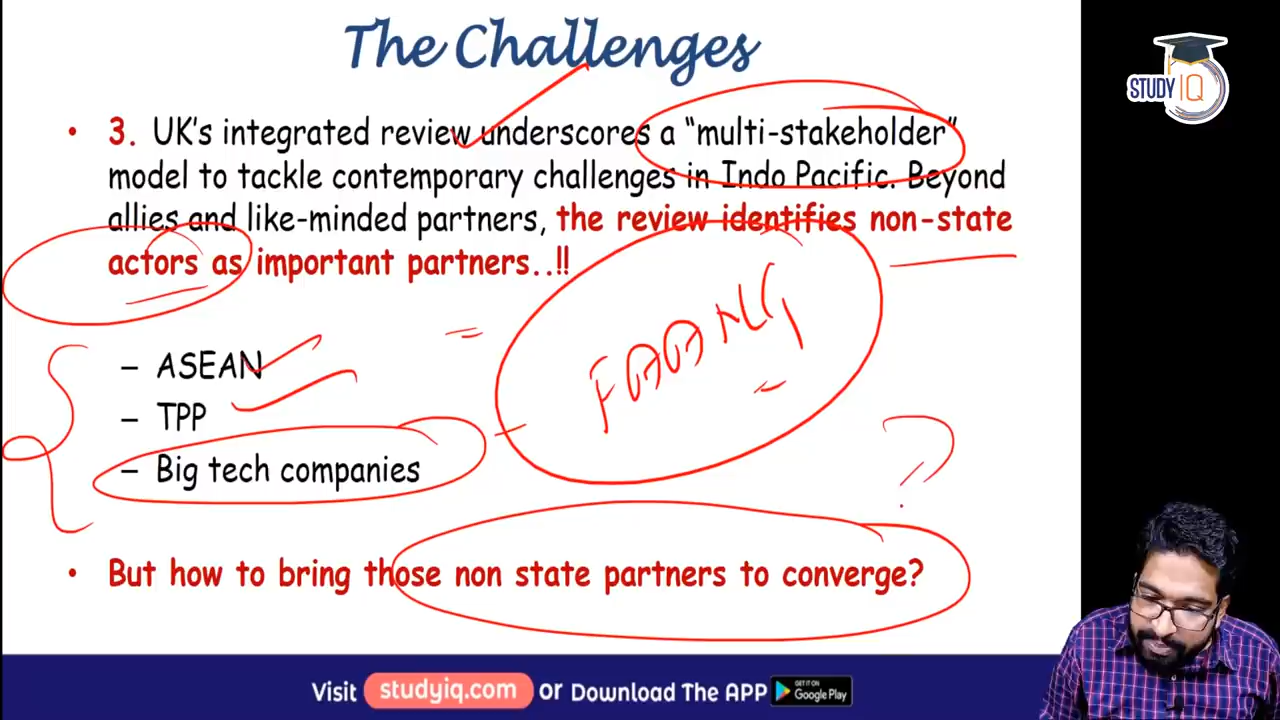 The Challenges
STUDY IQ
• 3. UK's integrated review underscores a "multi-stakeholder"
model to tackle contemporary challenges in Indo Pacific. Beyond
allies and like-minded partners, the review identifies non-state
actors as important partners..!!
– ASEAN
– TPP
– Big tech companies
FAANG
?
• But how to bring those non state partners to converge?
Visit studyiq.com or Download The APP GET IT ON Google Play